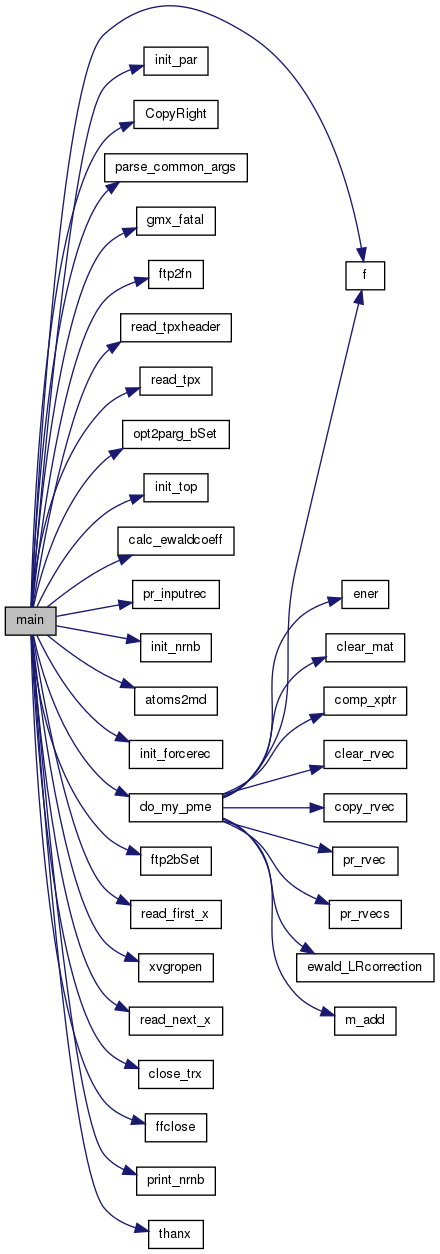 init_par
CopyRight
parse_common_args
gmx_fatal
ftp2fn
f
read_tpxheader
read_tpx
opt2parg_bSet
init_top
calc_ewaldcoeff
pr_inputrec
ener
main
init_nrnb
clear_mat
atoms2md
comp_xptr
init_forcerec
clear_rvec
do_my_pme
copy_rvec
ftp2bSet
pr_rvec
read_first_x
pr_rvecs
xvgropen
ewald_LRcorrection
read_next_x
m_add
close_trx
ffclose
print_nrnb
thanx